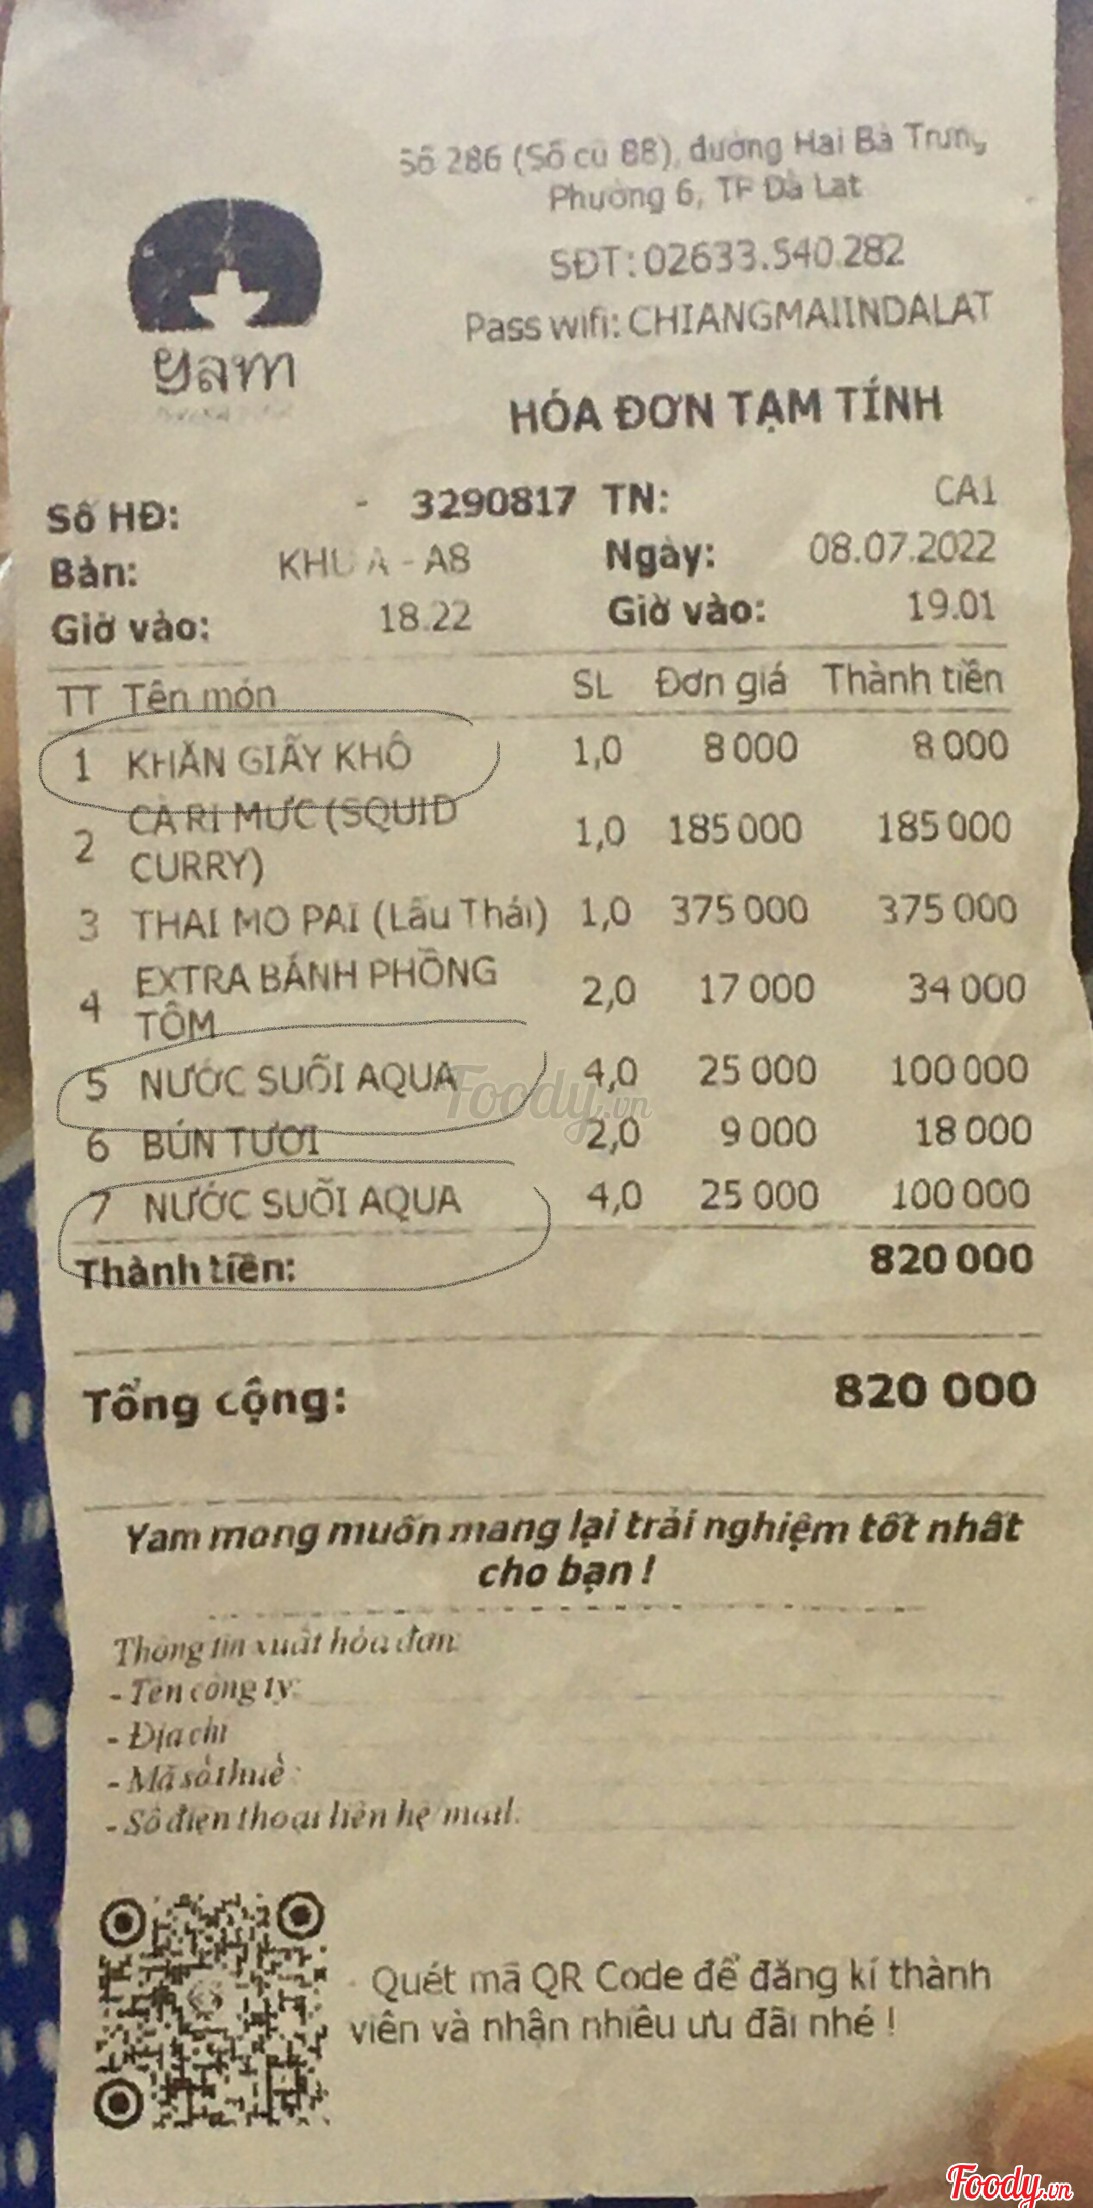 Số 286 (Số cũ 88), đường Hai Bà Trưng
Phường 6, TP Đà Lạt
SĐT: 02633.540.282
Pass wifi: CHIANGMAIINDALAT
yam
HÓA ĐƠN TẠM TÍNH
Số HĐ: - 3290817 TN: CA1
Bàn: KHU A - A8 Ngày: 08.07.2022
Giờ vào: 18.22 Giờ vào: 19.01
TT Tên món SL Đơn giá Thành tiền
1 KHĂN GIẤY KHÔ 1,0 8 000 8 000
2 CÀ RI MỰC (SQUID CURRY) 1,0 185 000 185 000
3 THAI MO PAI (Lẩu Thái) 1,0 375 000 375 000
4 EXTRA BÁNH PHỒNG TÔM 2,0 17 000 34 000
5 NƯỚC SUỐI AQUA 4,0 25 000 100 000
6 BÚN TƯƠI 2,0 9 000 18 000
7 NƯỚC SUỐI AQUA 4,0 25 000 100 000
Thành tiền: 820 000
Tổng cộng: 820 000
Yam mong muốn mang lại trải nghiệm tốt nhất
cho bạn !
Thông tin xuất hóa đơn:
- Tên công ty:
- Địa chỉ
- Mã số thuế :
- Số điện thoại liên hệ/mail:
Quét mã QR Code để đăng kí thành
viên và nhận nhiều ưu đãi nhé !
Foody.vn
Foody.vn